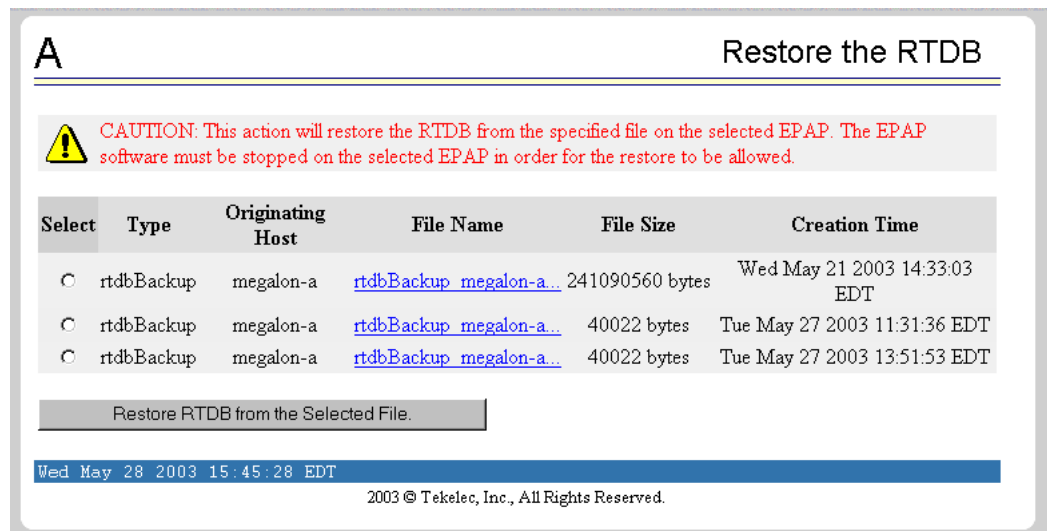 A
Restore the RTDB
CAUTION: This action will restore the RTDB from the specified file on the selected EPAP. The EPAP
software must be stopped on the selected EPAP in order for the restore to be allowed.
Select Type Originating Host File Name File Size Creation Time
rtdbBackup megalon-a rtdbBackup_megalon-a... 241090560 bytes Wed May 21 2003 14:33:03 EDT
rtdbBackup megalon-a rtdbBackup_megalon-a... 40022 bytes Tue May 27 2003 11:31:36 EDT
rtdbBackup megalon-a rtdbBackup_megalon-a... 40022 bytes Tue May 27 2003 13:51:53 EDT
Restore RTDB from the Selected File.
Wed May 28 2003 15:45:28 EDT
2003 © Tekelec, Inc., All Rights Reserved.